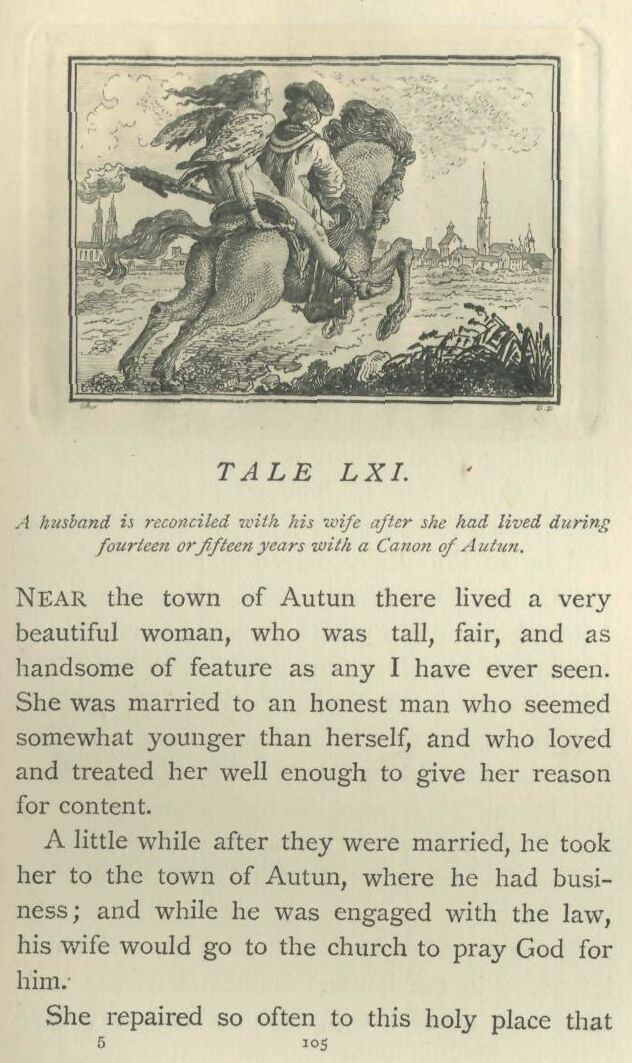 D. D
TALE LXI.
A husband is reconciled with his wife after she had lived during
fourteen or fifteen years with a Canon of Autun.
NEAR the town of Autun there lived a very
beautiful woman, who was tall, fair, and as
handsome of feature as any I have ever seen.
She was married to an honest man who seemed
somewhat younger than herself, and who loved
and treated her well enough to give her reason
for content.
A little while after they were married, he took
her to the town of Autun, where he had busi-
ness; and while he was engaged with the law,
his wife would go to the church to pray God for
him.
She repaired so often to this holy place that
5 105